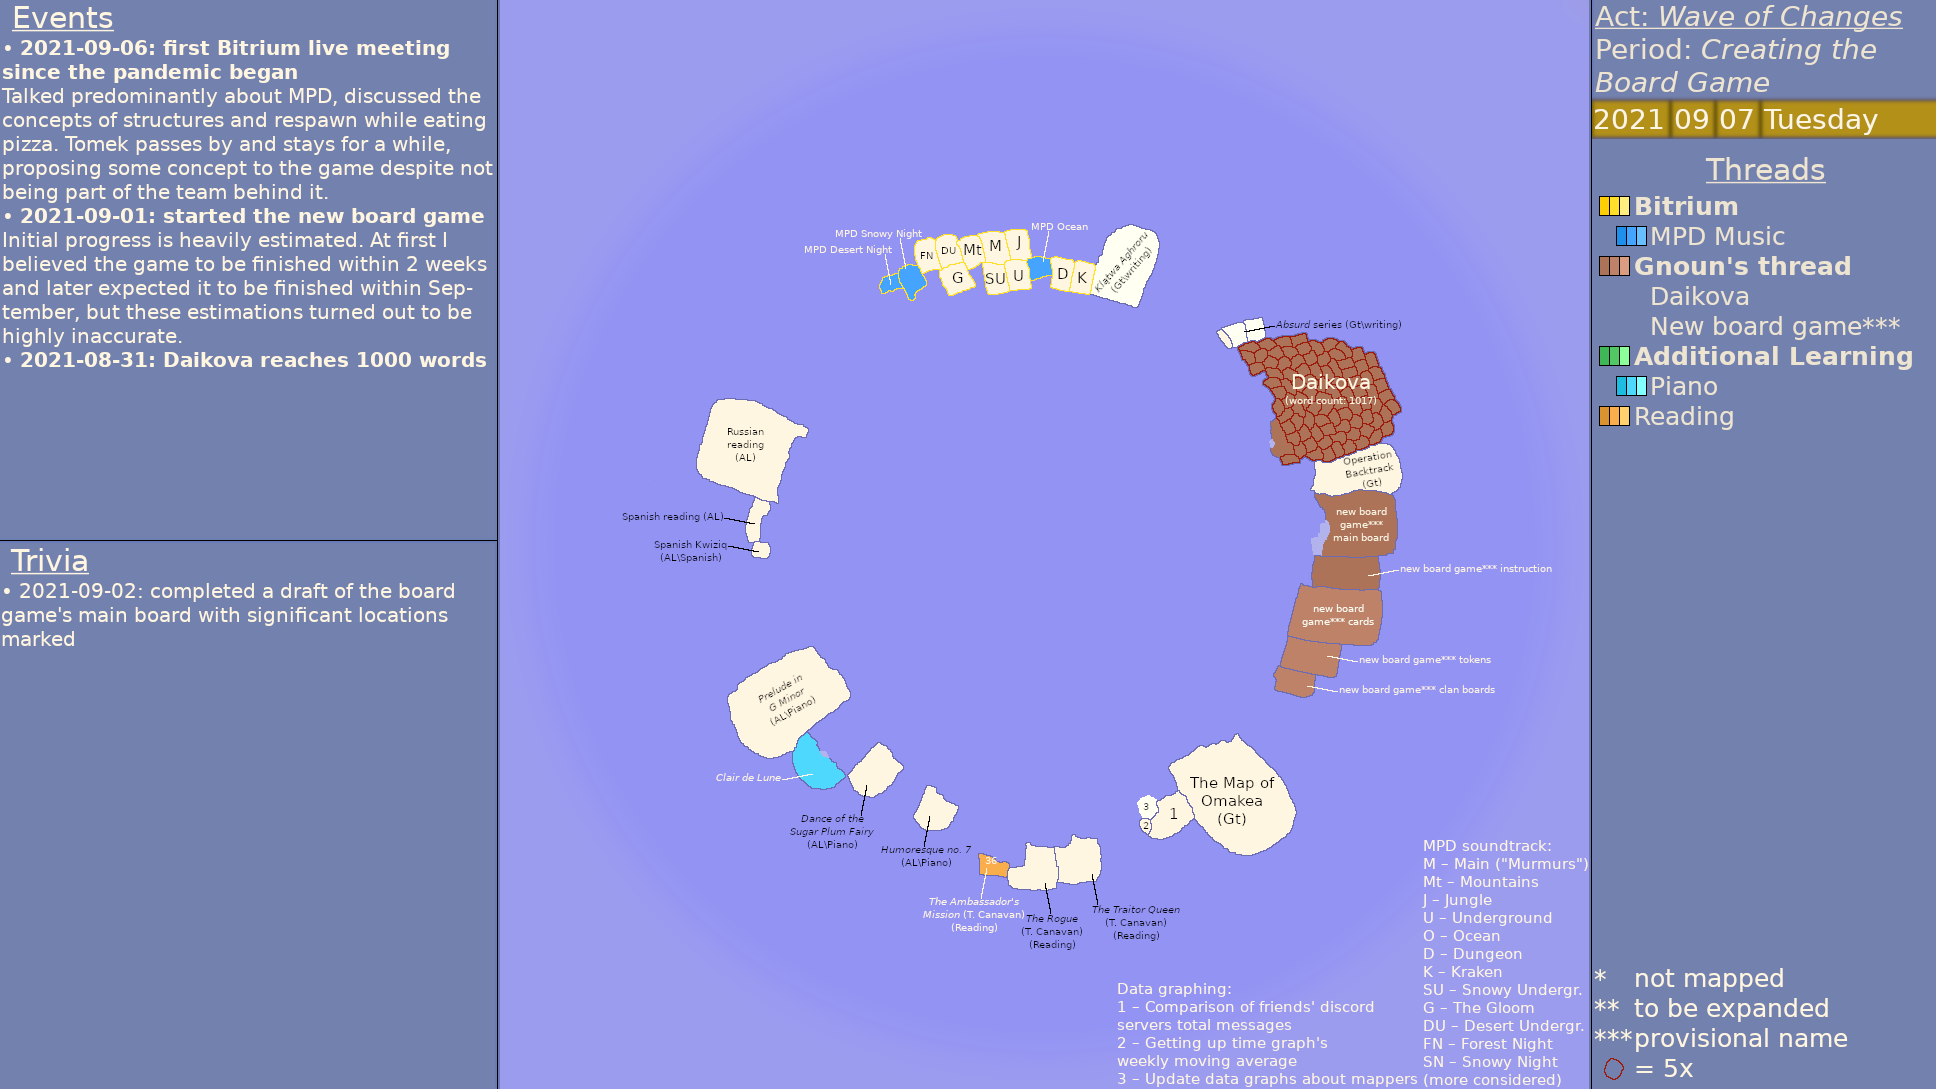 Events
• 2021-09-06: first Bitrium live meeting
since the pandemic began
Talked predominantly about MPD, discussed the
concepts of structures and respawn while eating
pizza. Tomek passes by and stays for a while,
proposing some concept to the game despite not
being part of the team behind it.
• 2021-09-01: started the new board game
Initial progress is heavily estimated. At first I
believed the game to be finished within 2 weeks
and later expected it to be finished within Sep-
tember, but these estimations turned out to be
highly inaccurate.
• 2021-08-31: Daikova reaches 1000 words
Trivia
• 2021-09-02: completed a draft of the board
game's main board with significant locations
marked
MPD Snowy Night
MPD Desert Night
MPD Ocean
FN
DU
Mt
M
J
G
SU
U
D
K
Klątwa Aghroru
(Gt\writing)
Absurd series (Gt\writing)
Daikova
(word count: 1017)
Operation
Backtrack
(Gt)
new board
game***
main board
new board game*** instruction
new board
game*** cards
new board game*** tokens
new board game*** clan boards
Russian
reading
(AL)
Spanish reading (AL)
Spanish Kwiziq
(AL\Spanish)
Prelude in
G Minor
(AL\Piano)
Clair de Lune
Dance of the
Sugar Plum Fairy
(AL\Piano)
Humoresque no. 7
(AL\Piano)
36
The Ambassador's
Mission (T. Canavan)
(Reading)
The Rogue
(T. Canavan)
(Reading)
The Traitor Queen
(T. Canavan)
(Reading)
The Map of
Omakea
(Gt)
3
2
1
Data graphing:
1 – Comparison of friends' discord
servers total messages
2 – Getting up time graph's
weekly moving average
3 – Update data graphs about mappers
MPD soundtrack:
M – Main ("Murmurs")
Mt – Mountains
J – Jungle
U – Underground
O – Ocean
D – Dungeon
K – Kraken
SU – Snowy Undergr.
G – The Gloom
DU – Desert Undergr.
FN – Forest Night
SN – Snowy Night
(more considered)
Act: Wave of Changes
Period: Creating the
Board Game
2021 09 07 Tuesday
Threads
Bitrium
MPD Music
Gnoun's thread
Daikova
New board game***
Additional Learning
Piano
Reading
* not mapped
** to be expanded
*** provisional name
= 5x